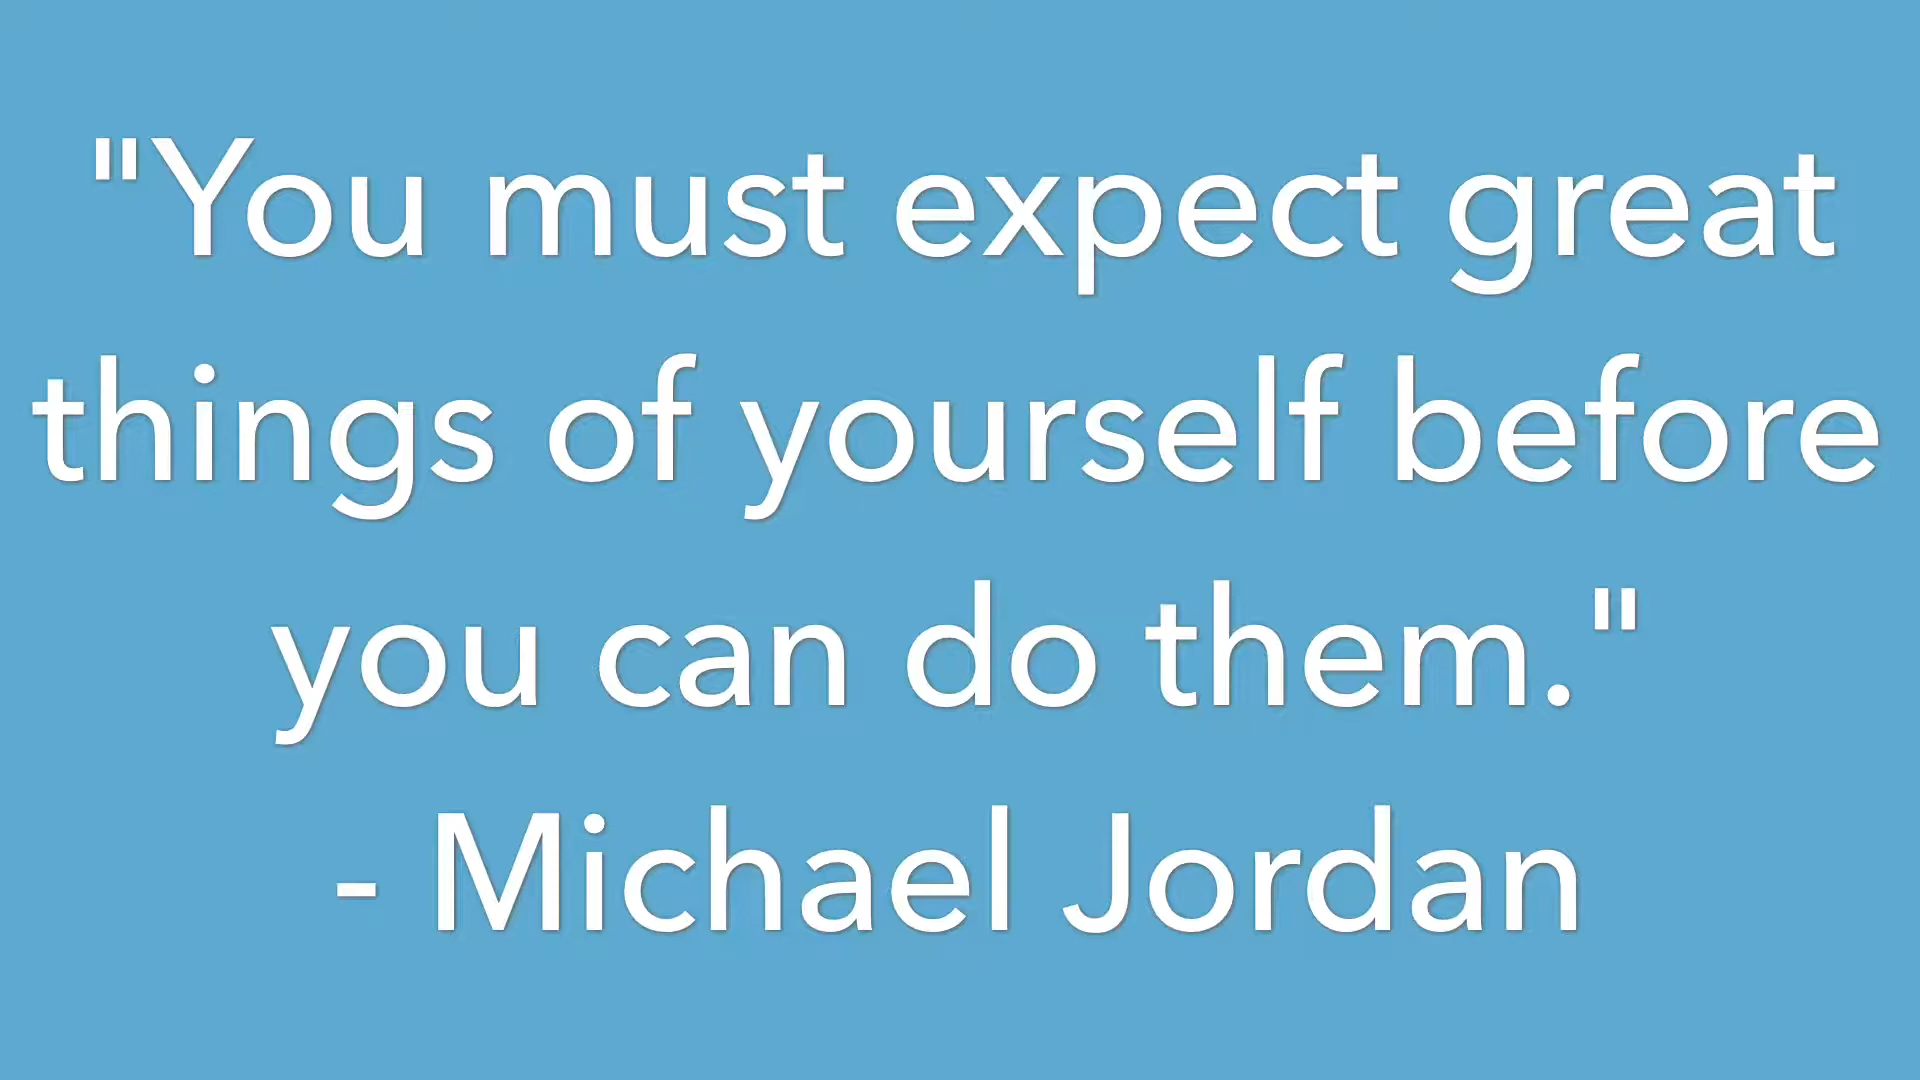 "You must expect great
things of yourself before
you can do them."
- Michael Jordan